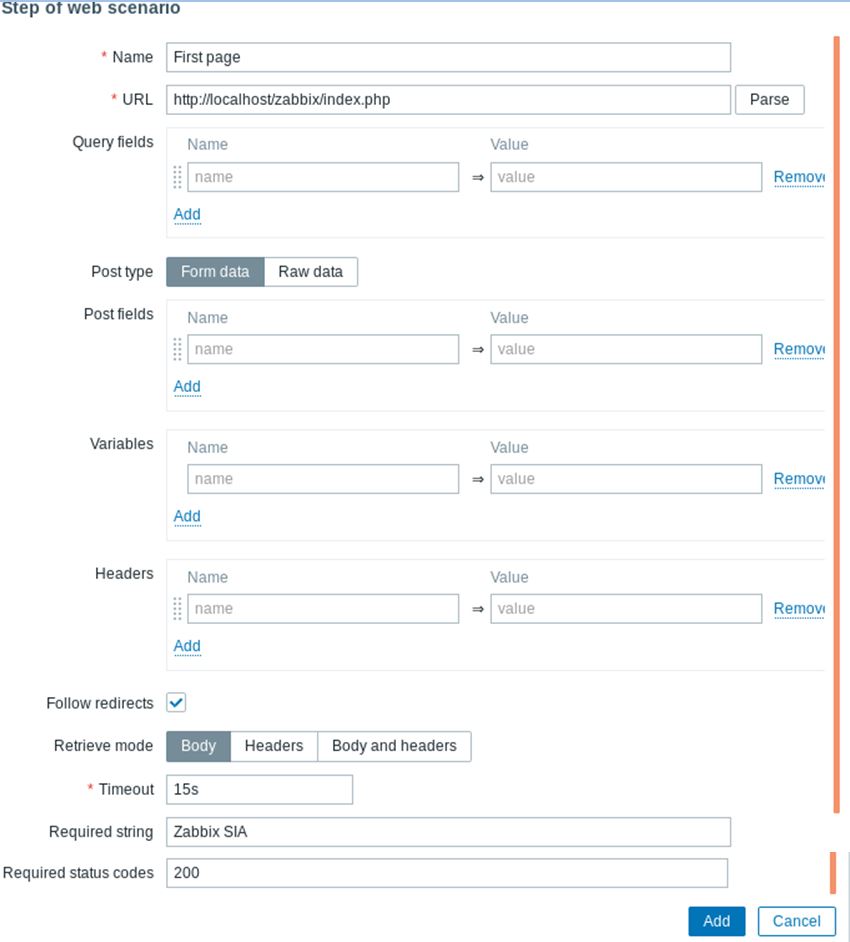 Step of web scenario
* Name First page
* URL http://localhost/zabbix/index.php Parse
Query fields Name Value
name ⇒ value Remove
Add
Post type Form data Raw data
Post fields Name Value
name ⇒ value Remove
Add
Variables Name Value
name ⇒ value Remove
Add
Headers Name Value
name ⇒ value Remove
Add
Follow redirects
Retrieve mode Body Headers Body and headers
* Timeout 15s
Required string Zabbix SIA
Required status codes 200
Add Cancel